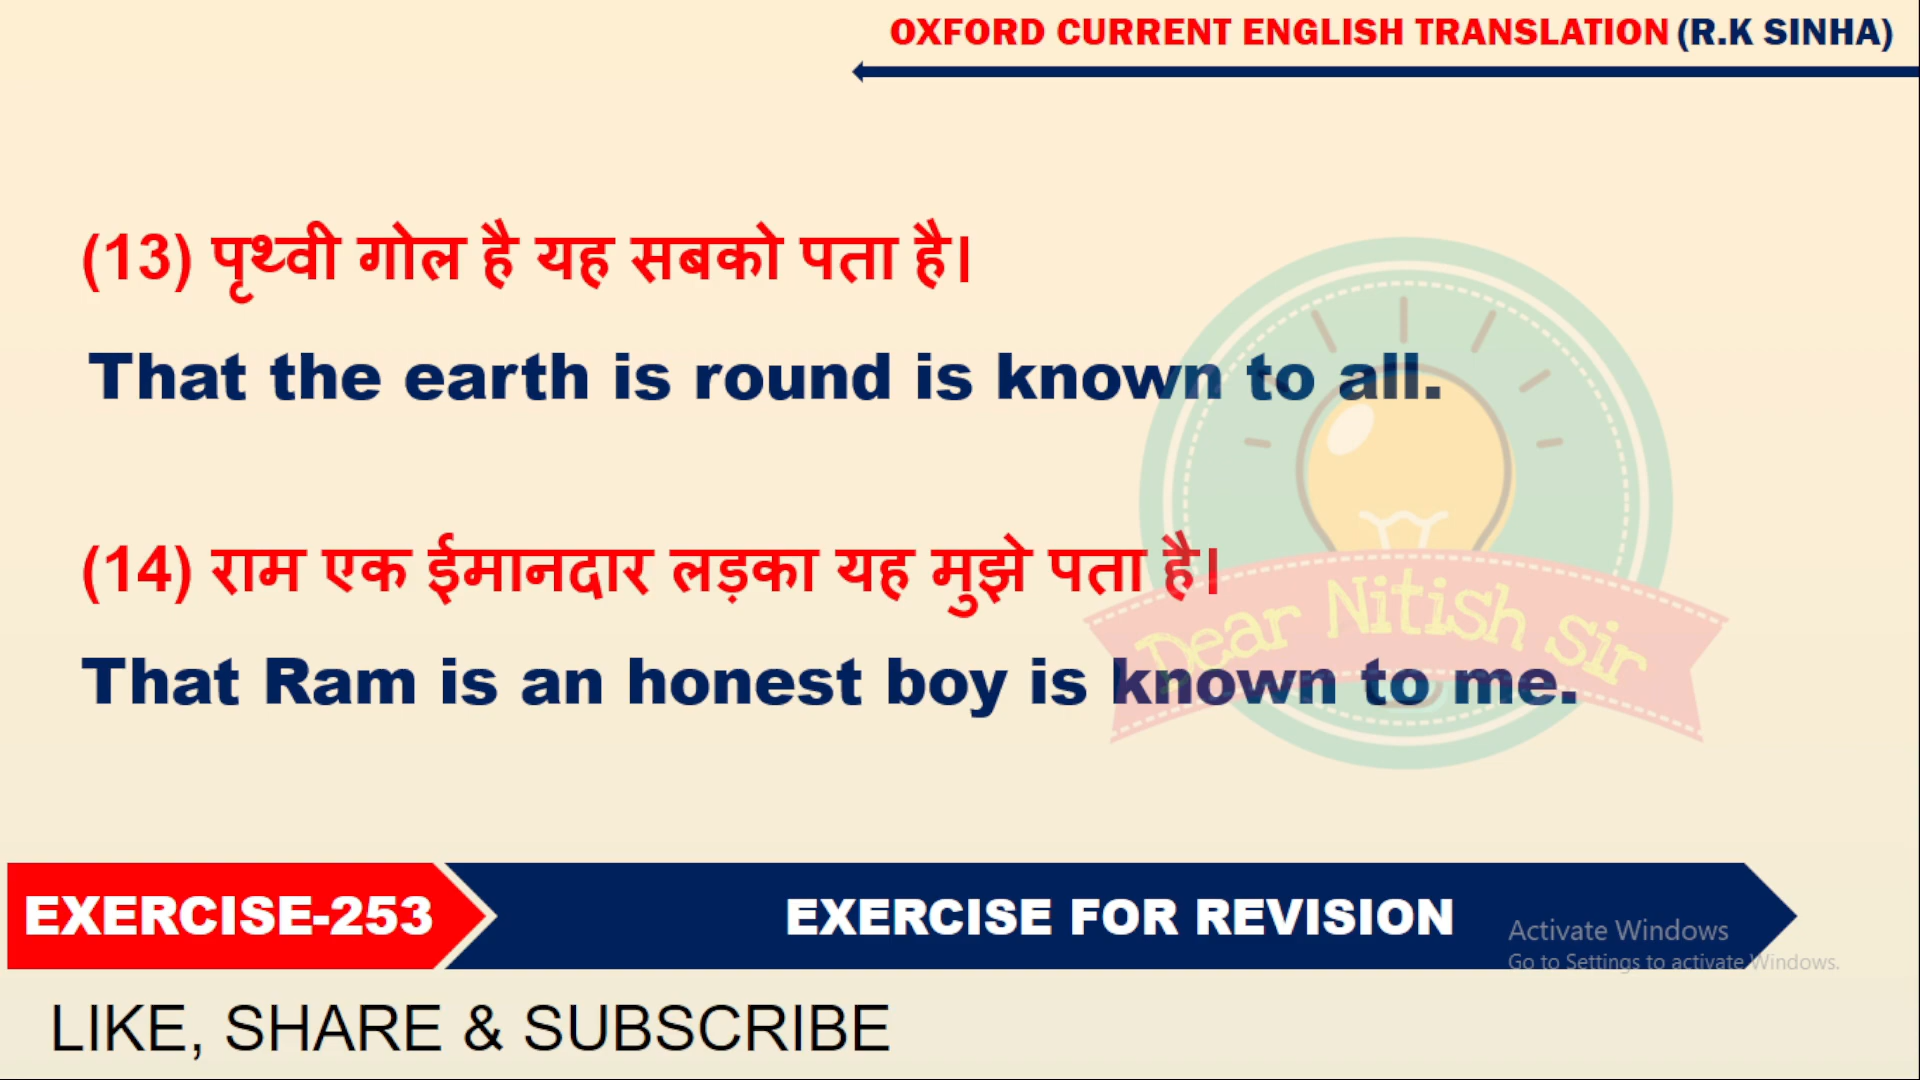 OXFORD CURRENT ENGLISH TRANSLATION (R.K SINHA)
(13) पृथ्वी गोल है यह सबको पता है।
That the earth is round is known to all.
(14) राम एक ईमानदार लड़का यह मुझे पता है।
Dear Nitish Sir
That Ram is an honest boy is known to me.
EXERCISE-253
EXERCISE FOR REVISION
Activate Windows
Go to Settings to activate Windows.
LIKE, SHARE & SUBSCRIBE